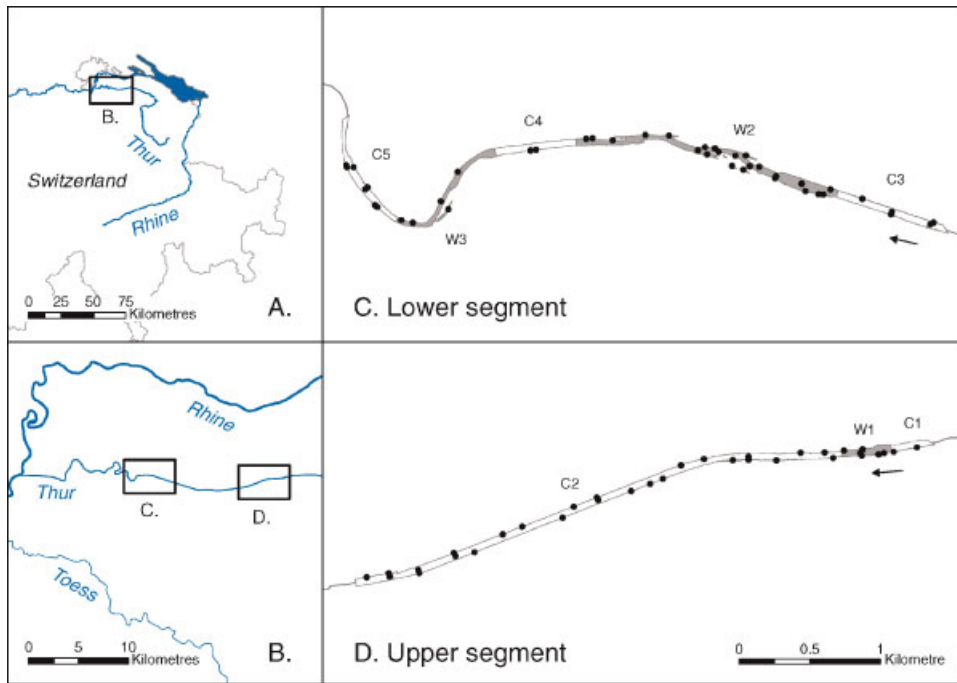 B.
Thur
Switzerland
Rhine
0 25 50 75
Kilometres
A.
C5
C4
W3
W2
C3
C. Lower segment
Rhine
Thur
C.
D.
Toess
0 5 10
Kilometres
B.
C2
W1
C1
D. Upper segment
0 0.5 1
Kilometre